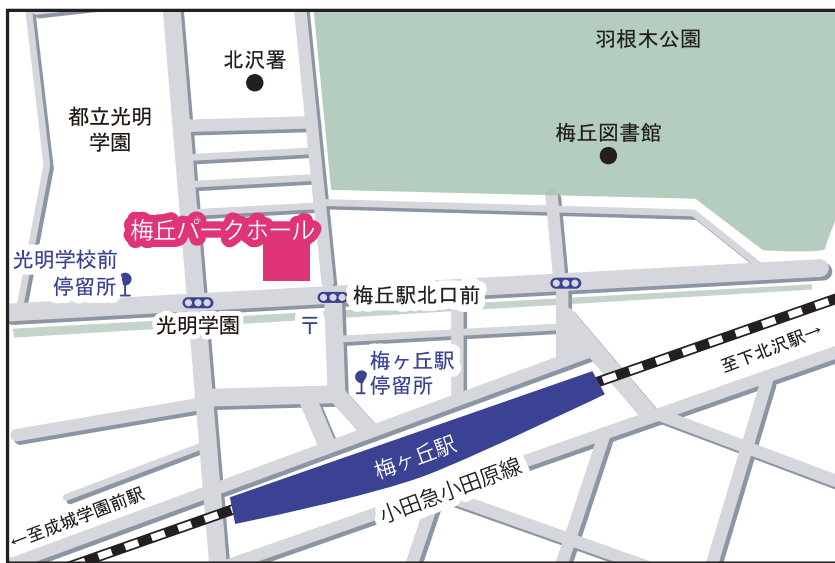 羽根木公園
北沢署
都立光明
学園
梅丘図書館
梅丘パークホール
光明学校前
停留所
梅丘駅北口前
光明学園
〒
梅ヶ丘駅
停留所
至下北沢駅→
梅ヶ丘駅
小田急小田原線
←至成城学園前駅